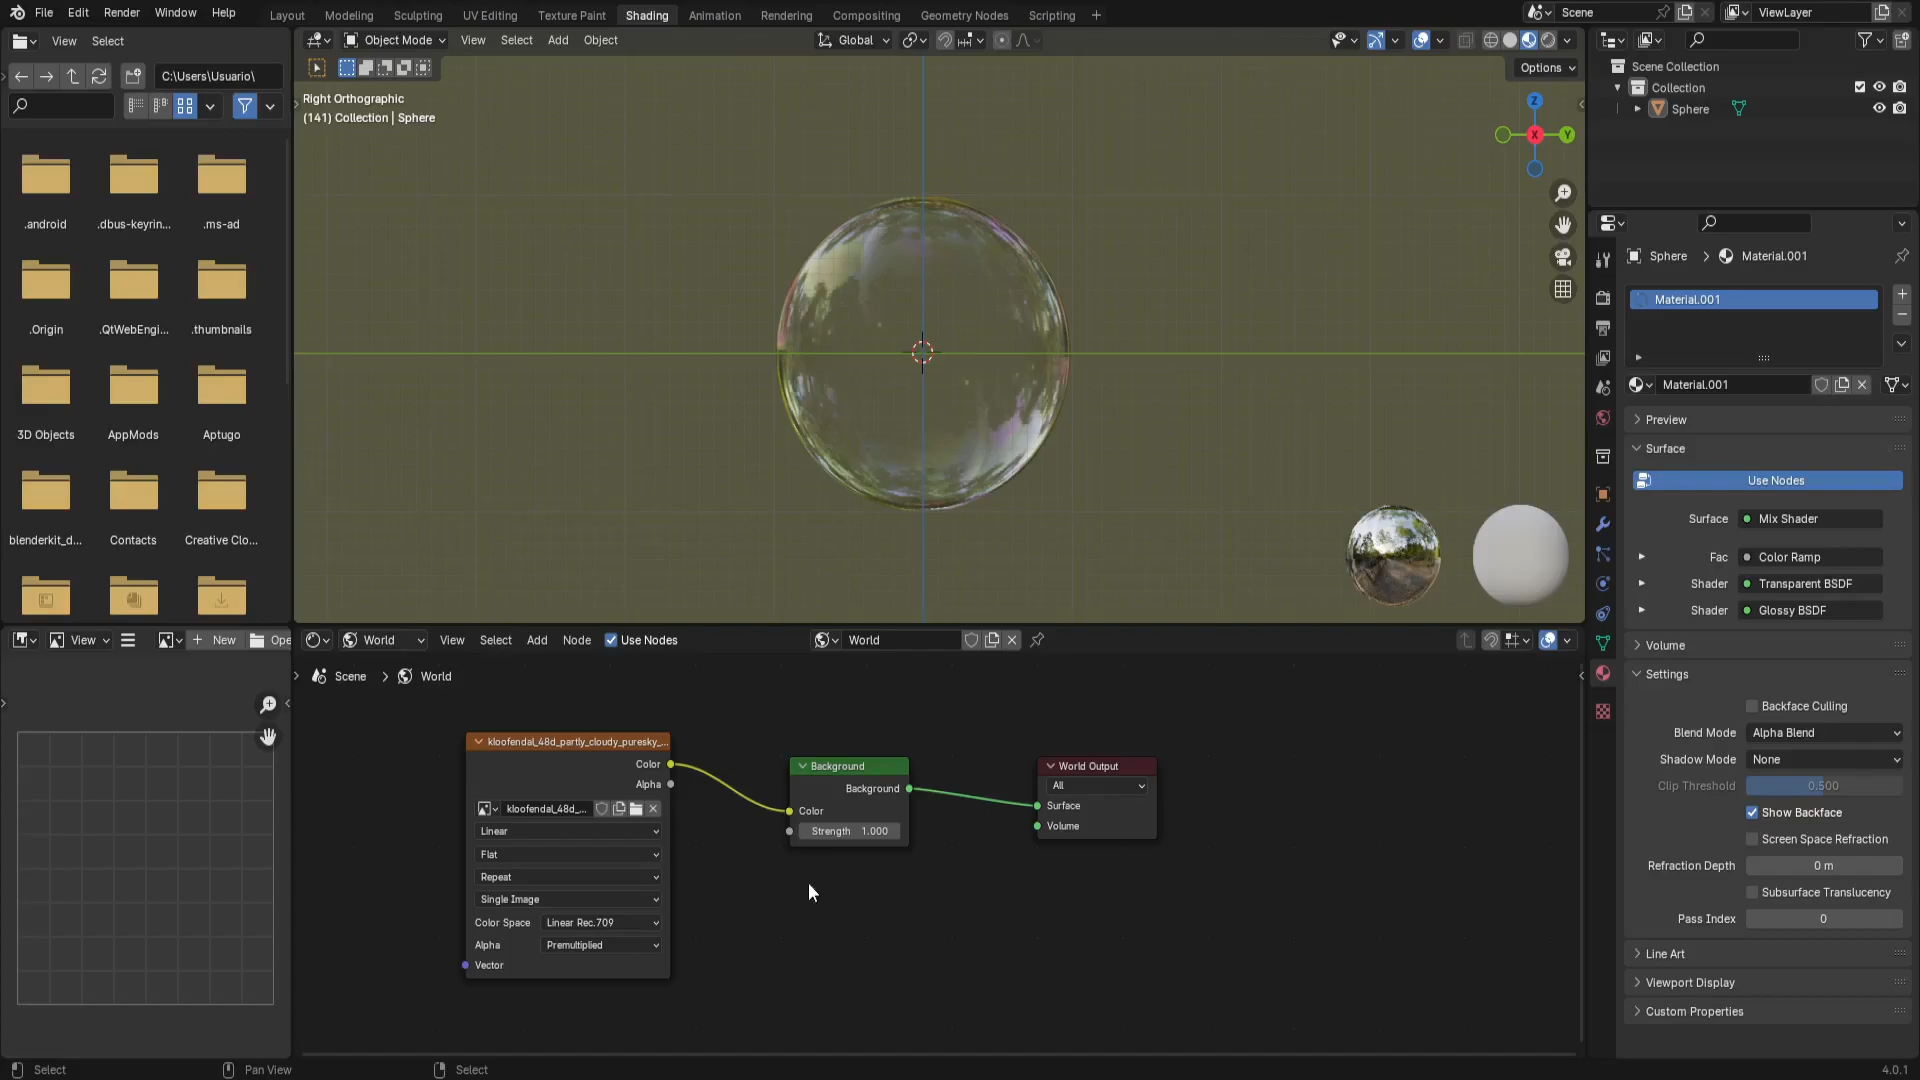 File Edit Render Window Help
Layout Modeling Sculpting UV Editing Texture Paint Shading Animation Rendering Compositing Geometry Nodes Scripting
Scene ViewLayer
View Select
C:\Users\Usuario\
.android .dbus-keyrin... .ms-ad
.Origin .QtWebEngi... .thumbnails
3D Objects AppMods Aptugo
blenderkit_d... Contacts Creative Clo...
Object Mode View Select Add Object Global
Options
Right Orthographic
(141) Collection | Sphere
Z
X Y
Scene Collection
Collection
Sphere
Sphere Material.001
Material.001
Material.001
Preview
Surface
Use Nodes
Surface Mix Shader
Fac Color Ramp
Shader Transparent BSDF
Shader Glossy BSDF
Volume
Settings
Backface Culling
Blend Mode Alpha Blend
Shadow Mode None
Clip Threshold 0.500
Show Backface
Screen Space Refraction
Refraction Depth 0 m
Subsurface Translucency
Pass Index 0
Line Art
Viewport Display
Custom Properties
View New Ope
World View Select Add Node Use Nodes World
Scene World
kloofendal_48d_partly_cloudy_puresky_...
Color
Alpha
kloofendal_48d_...
Linear
Flat
Repeat
Single Image
Color Space Linear Rec.709
Alpha Premultiplied
Vector
Background
Background
Color
Strength 1.000
World Output
All
Surface
Volume
Select Pan View Select 4.0.1